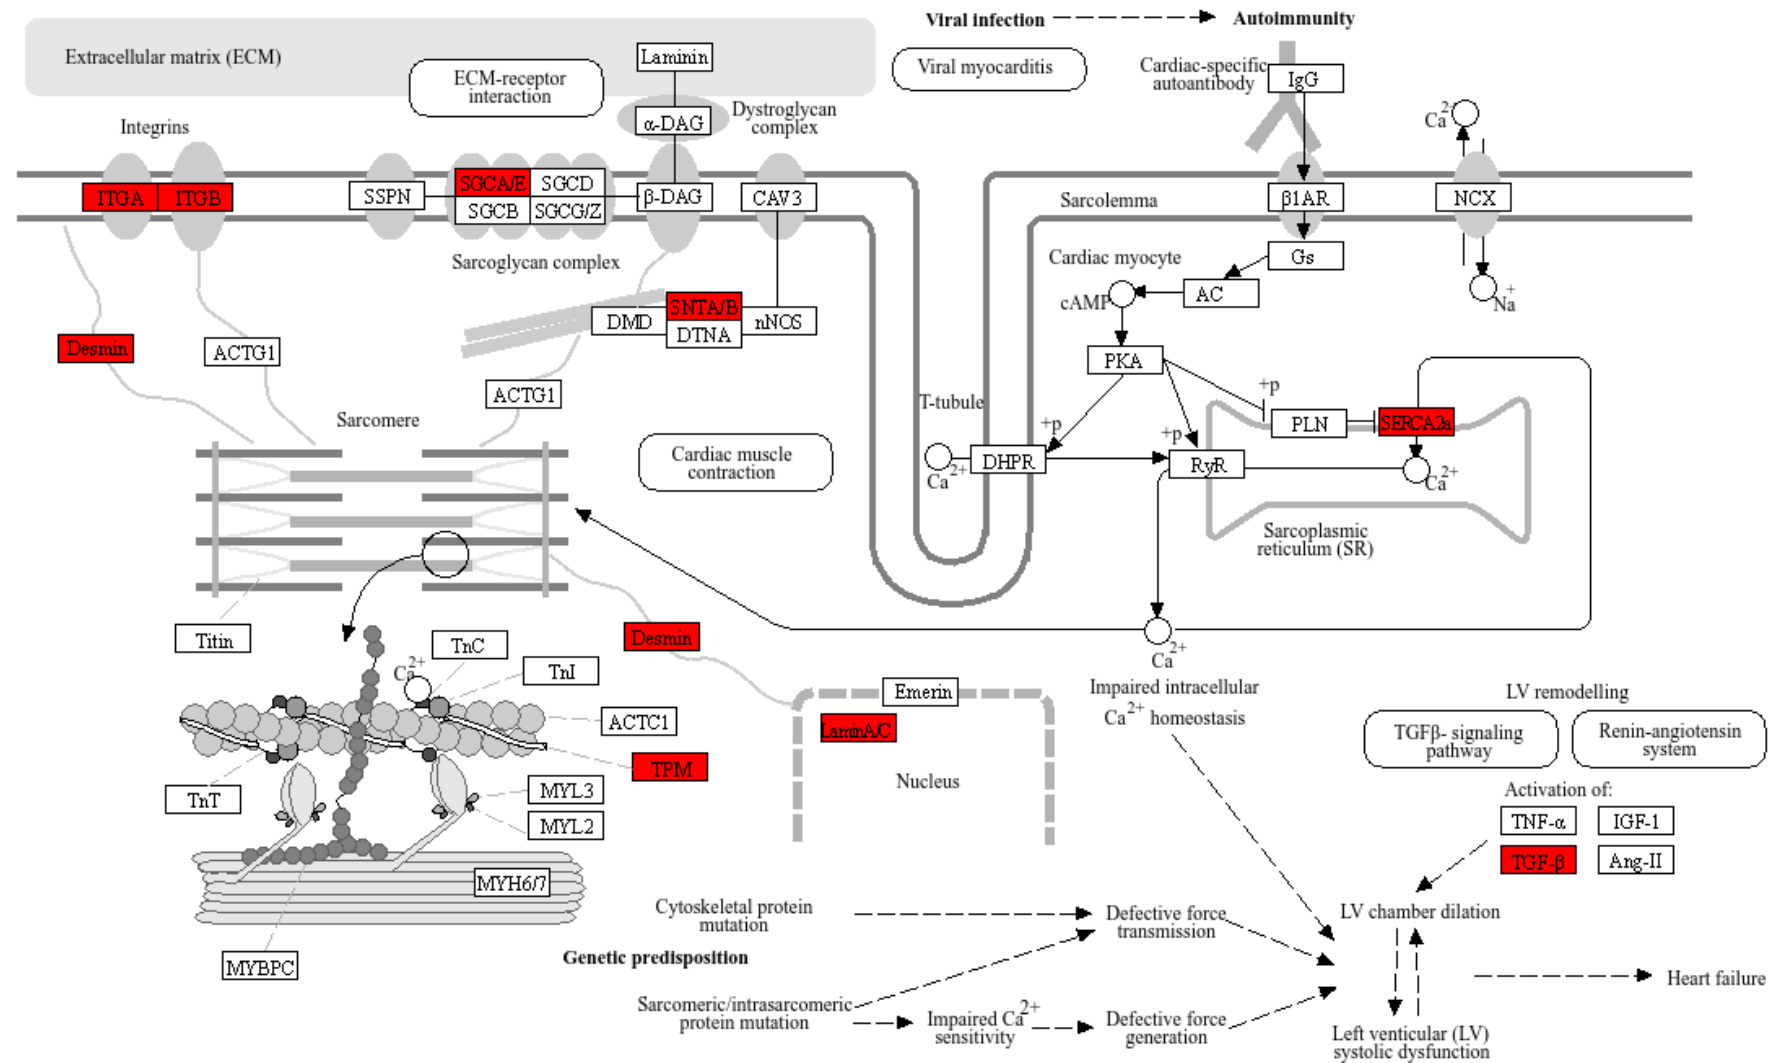 Viral infection
Autoimmunity
Extracellular matrix (ECM)
ECM-receptor
interaction
Laminin
Viral myocarditis
Cardiac-specific
autoantibody
IgG
Ca2-
Integrins
α-DAG
Dystroglycan
complex
ITGA
ITGB
SSPN
SGCA/E
SGCD
SGCB
SGCG/Z
β-DAG
CAV3
Sarcolemma
β1AR
NCX
Sarcoglycan complex
Cardiac myocyte
Gs
cAMP
AC
Na+
DMD
SNTA/B
DTNA
nNOS
Desmin
ACTG1
PKA
ACTG1
T-tubule
+p
+p
+p
PLN
SERCA2a
Sarcomere
Cardiac muscle
contraction
Ca2+
DHPR
RyR
Ca2+
Sarcoplasmic
reticulum (SR)
Titin
Desmin
TnC
Ca2+
TnI
Ca2+
Emerin
LaminA/C
Nucleus
ACTC1
TPM
TnT
MYL3
MYL2
MYH6/7
MYBPC
Impaired intracellular
Ca2+ homeostasis
LV remodelling
TGFβ- signaling
pathway
Renin-angiotensin
system
Activation of:
TNF-α
IGF-1
TGF-β
Ang-II
Cytoskeletal protein
mutation
Defective force
transmission
LV chamber dilation
Genetic predisposition
Heart failure
Sarcomeric/intrasarcomeric
protein mutation
Impaired Ca2+
sensitivity
Defective force
generation
Left venticular (LV)
systolic dysfunction